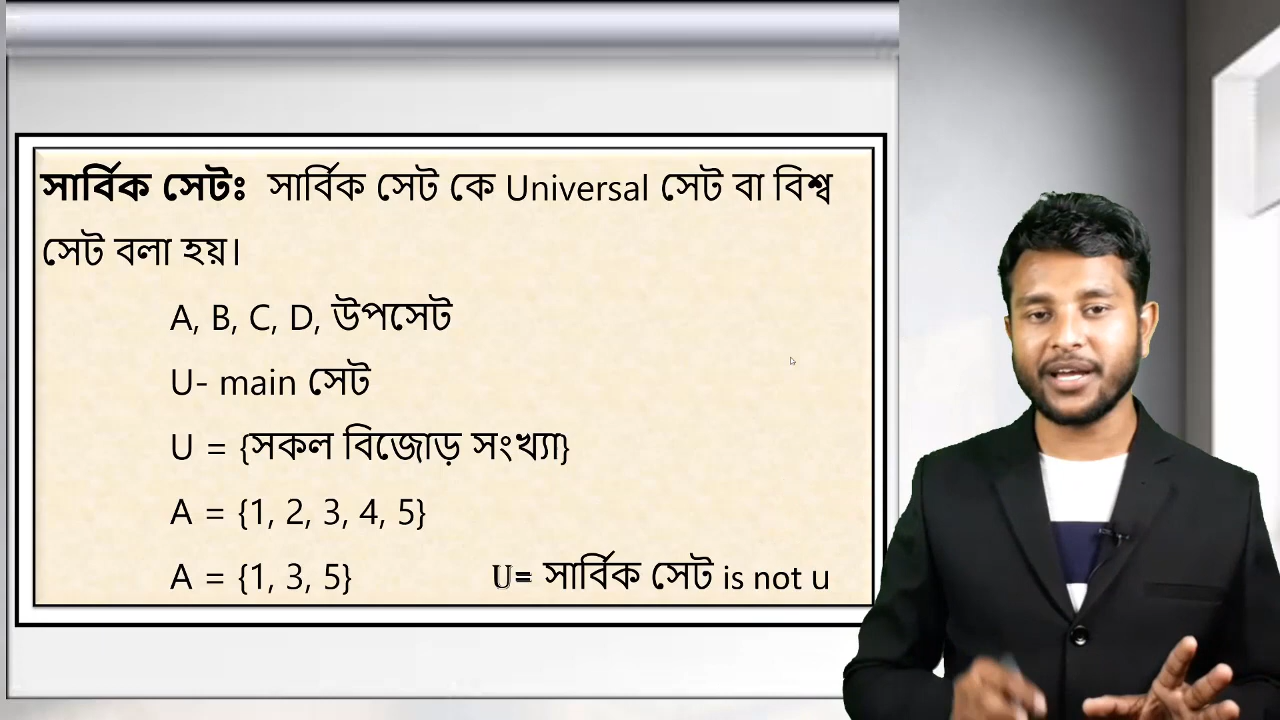 সার্বিক সেটঃ সার্বিক সেট কে Universal সেট বা বিশ্ব
সেট বলা হয়।
A, B, C, D, উপসেট
U- main সেট
U = {সকল বিজোড় সংখ্যা}
A = {1, 2, 3, 4, 5}
A = {1, 3, 5} U= সার্বিক সেট is not u